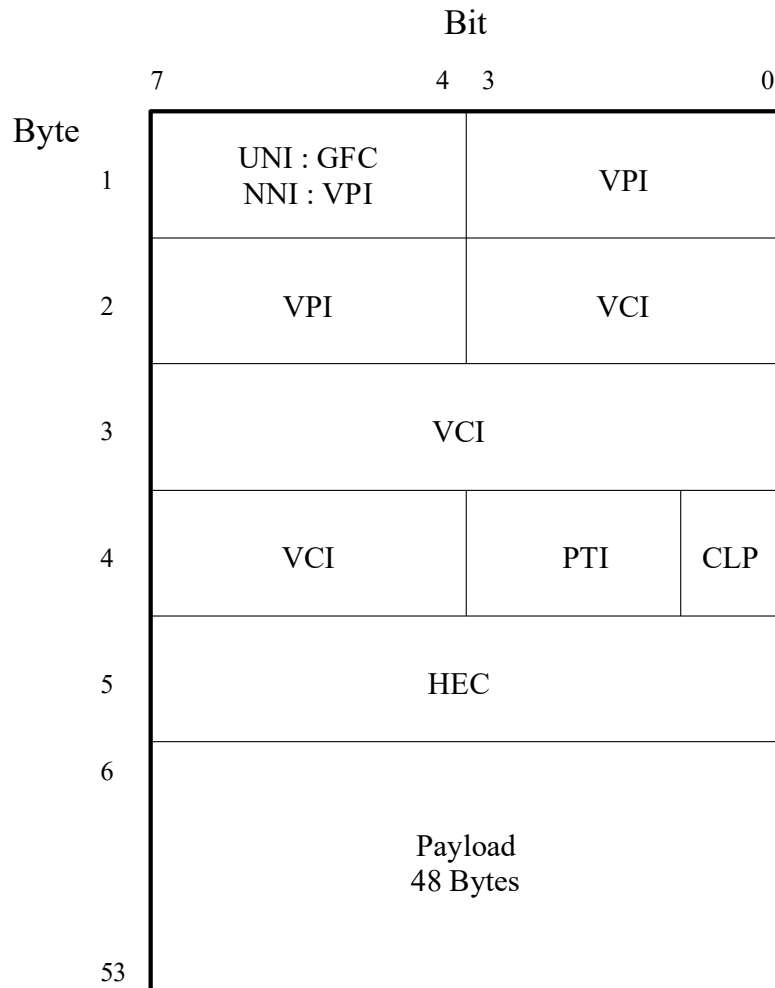 Bit
7 4 3 0
Byte
1
UNI : GFC
NNI : VPI
VPI
2
VPI
VCI
3
VCI
4
VCI
PTI
CLP
5
HEC
6
Payload
48 Bytes
53